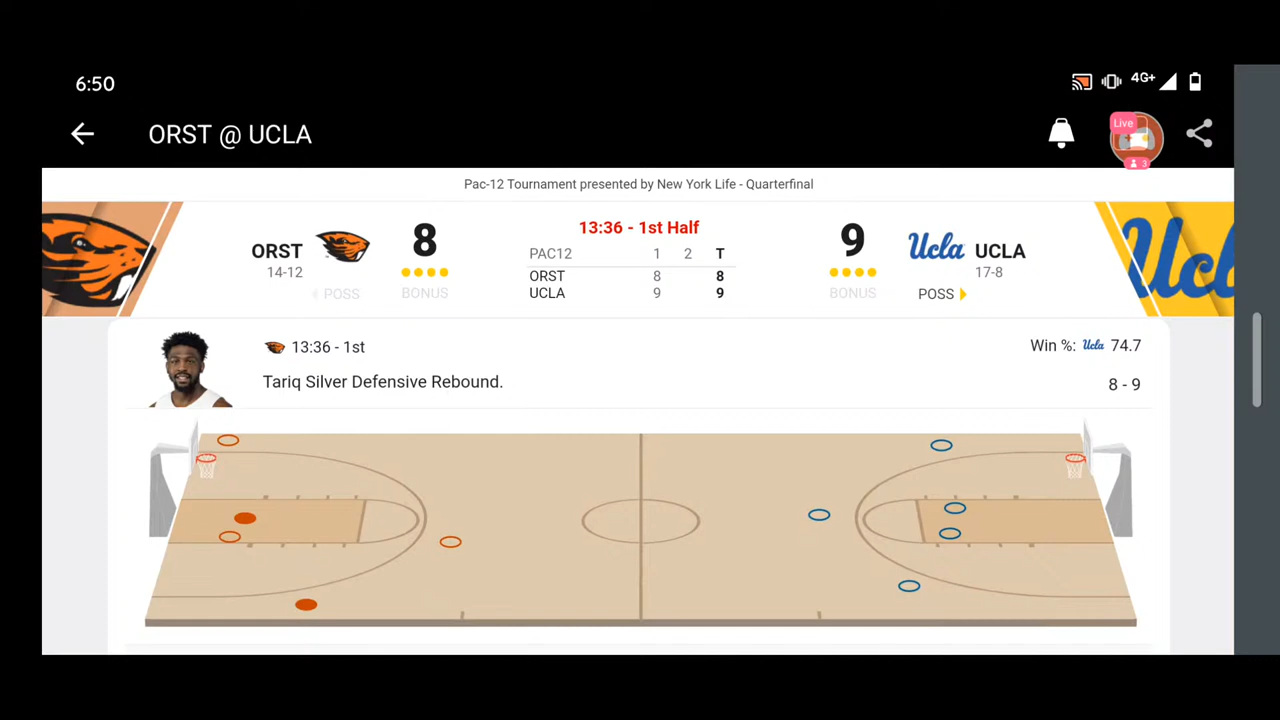 6:50
4G+
ORST @ UCLA
Live
3
Pac-12 Tournament presented by New York Life - Quarterfinal
ORST
14-12
POSS
8
BONUS
13:36 - 1st Half
PAC12 1 2 T
ORST 8 8
UCLA 9 9
9
BONUS
Ucla
UCLA
17-8
POSS
Ucl
13:36 - 1st
Tariq Silver Defensive Rebound.
Win %: Ucla 74.7
8 - 9